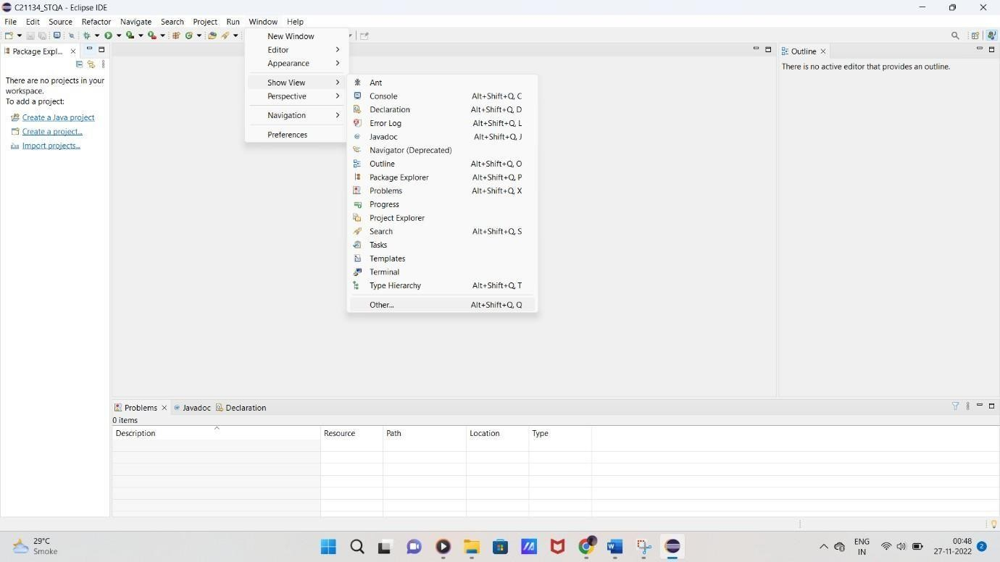 C21134_STQA - Eclipse IDE
File Edit Source Refactor Navigate Search Project Run Window Help
Package Expl...
There are no projects in your
workspace.
To add a project:
Create a Java project
Create a project...
Import projects...
New Window
Editor
Appearance
Show View
Perspective
Navigation
Preferences
Ant
Console Alt+Shift+Q, C
Declaration Alt+Shift+Q, D
Error Log Alt+Shift+Q, L
Javadoc Alt+Shift+Q, J
Navigator (Deprecated)
Outline Alt+Shift+Q, O
Package Explorer Alt+Shift+Q, P
Problems Alt+Shift+Q, X
Progress
Project Explorer
Search Alt+Shift+Q, S
Tasks
Templates
Terminal
Type Hierarchy Alt+Shift+Q, T
Other... Alt+Shift+Q, Q
Outline
There is no active editor that provides an outline.
Problems Javadoc Declaration
0 items
Description Resource Path Location Type
29°C
Smoke
ENG
IN
00:48
27-11-2022
2